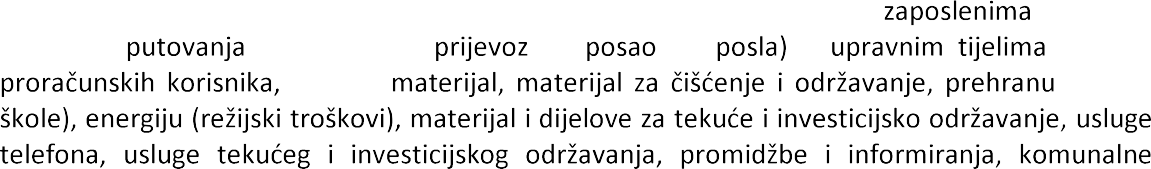 zaposlenima
putovanja prijevoz posao posla) upravnim tijelima
proračunskih korisnika, materijal, materijal za čišćenje i održavanje, prehranu
škole), energiju (režijski troškovi), materijal i dijelove za tekuće i investicijsko održavanje, usluge
telefona, usluge tekućeg i investicijskog održavanja, promidžbe i informiranja, komunalne